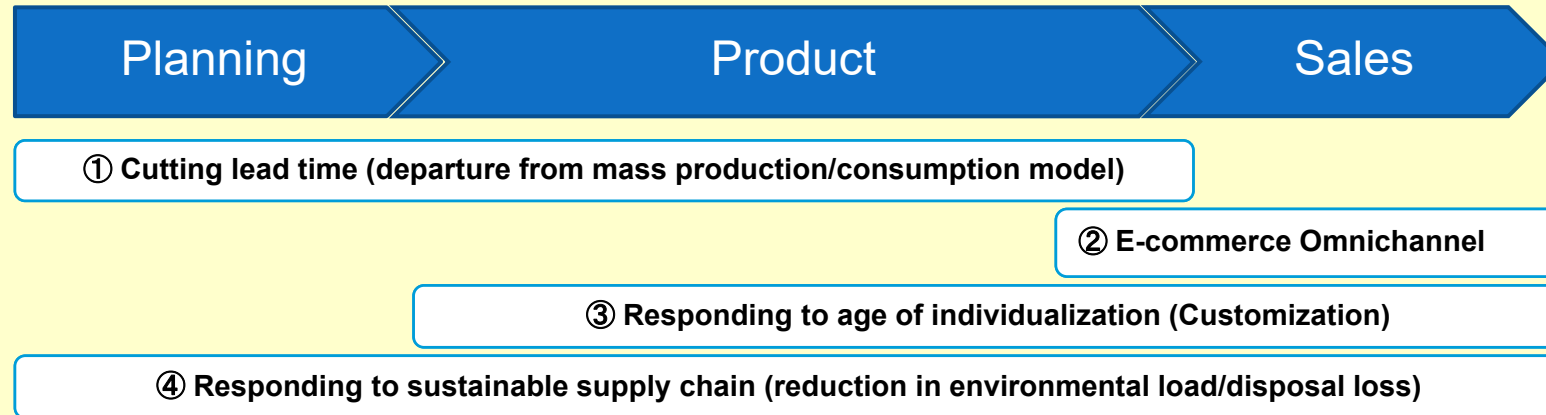 Planning
Product
Sales
① Cutting lead time (departure from mass production/consumption model)
② E-commerce Omnichannel
③ Responding to age of individualization (Customization)
④ Responding to sustainable supply chain (reduction in environmental load/disposal loss)